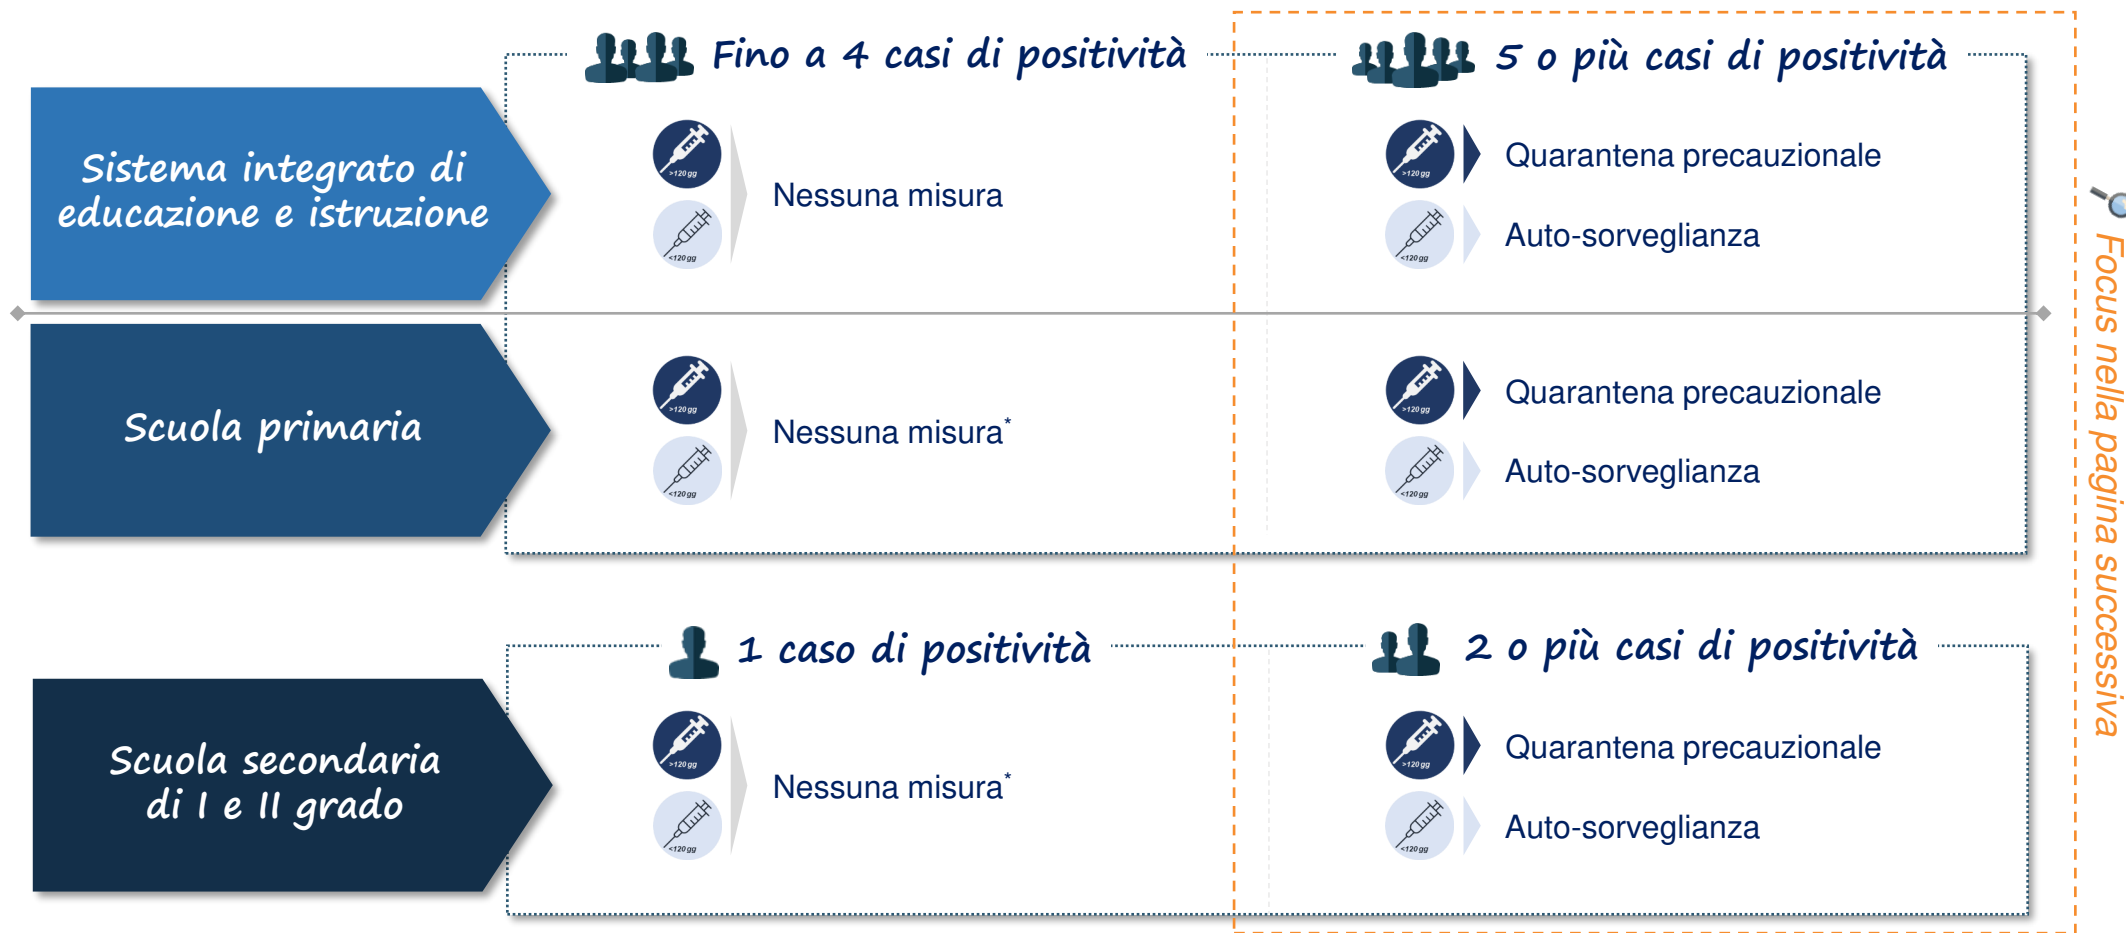 Fino a 4 casi di positività
5 o più casi di positività
Sistema integrato di
educazione e istruzione
>120 gg
<120 gg
Nessuna misura
>120 gg
Quarantena precauzionale
<120 gg
Auto-sorveglianza
Scuola primaria
>120 gg
<120 gg
Nessuna misura*
>120 gg
Quarantena precauzionale
<120 gg
Auto-sorveglianza
1 caso di positività
2 o più casi di positività
Scuola secondaria
di I e II grado
>120 gg
<120 gg
Nessuna misura*
>120 gg
Quarantena precauzionale
<120 gg
Auto-sorveglianza
Focus nella pagina successiva